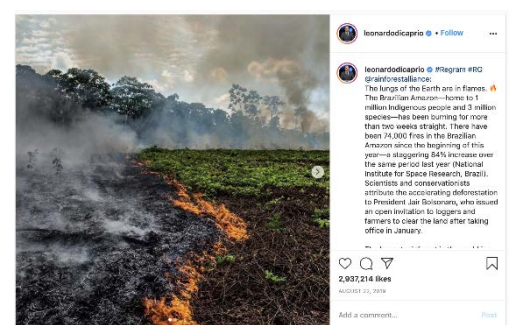 leonardodicaprio • Follow
leonardodicaprio #Regram #RG
@rainforestalliance:
The lungs of the Earth are in flames. 🔥
The Brazilian Amazon—home to 1
million Indigenous people and 3 million
species—has been burning for more
than two weeks straight. There have
been 74,000 fires in the Brazilian
Amazon since the beginning of this
year—a staggering 84% increase over
the same period last year (National
Institute for Space Research, Brazil).
Scientists and conservationists
attribute the accelerating deforestation
to President Jair Bolsonaro, who issued
an open invitation to loggers and
farmers to clear the land after taking
office in January.
2,937,214 likes
AUGUST 22, 2019
Add a comment...
Post